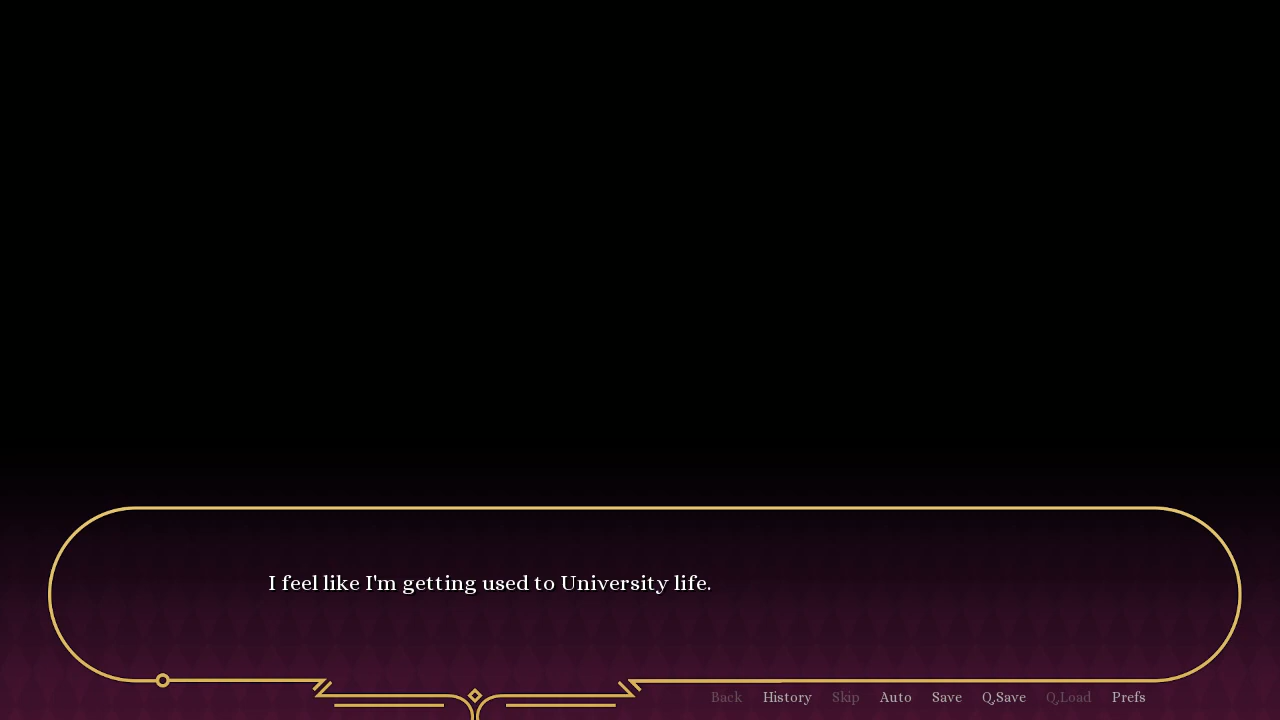 I feel like I'm getting used to University life.
Back History Skip Auto Save Q.Save Q.Load Prefs